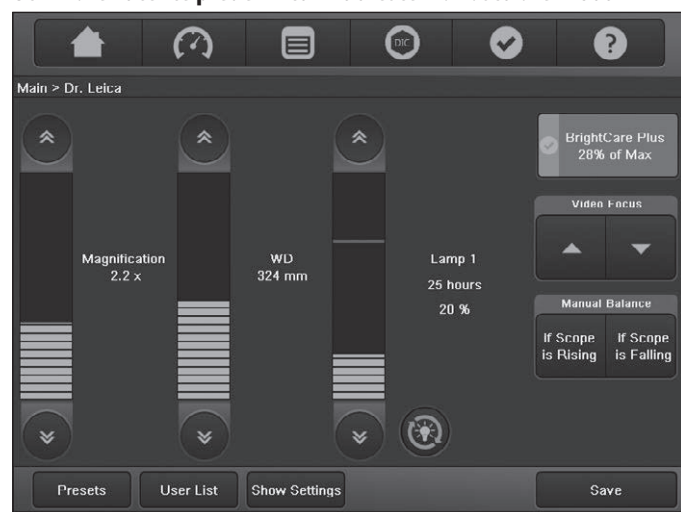 DIC
?
Main > Dr. Leica
BrightCare Plus
28% of Max
Video Focus
Magnification
2.2 x
WD
324 mm
Lamp 1
25 hours
20 %
Manual Balance
If Scope
is Rising
If Scope
is Falling
Presets
User List
Show Settings
Save